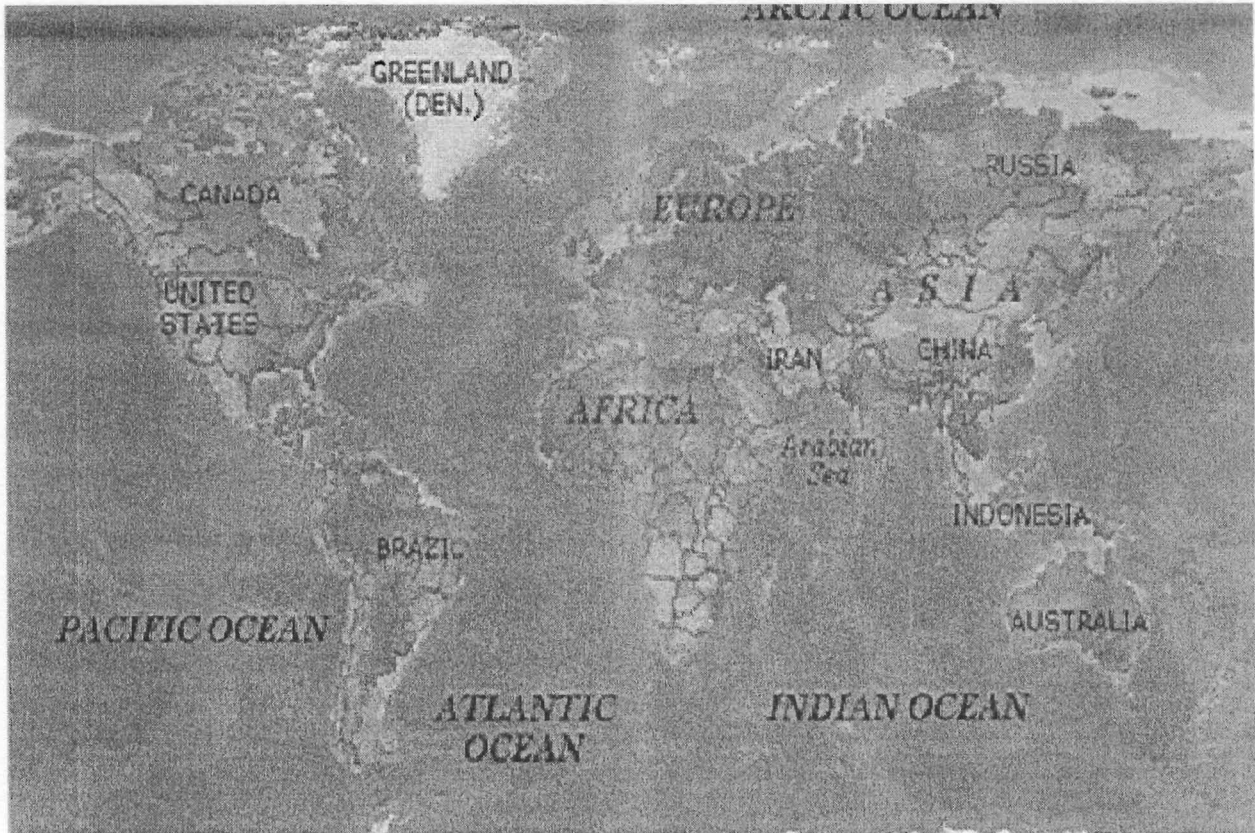 ARCTIC OCEAN
GREENLAND
(DEN.)
RUSSIA
CANADA
EUROPE
ASIA
UNITED
STATES
IRAN
CHINA
AFRICA
Arabian
Sea
INDONESIA
BRAZIL
PACIFIC OCEAN
AUSTRALIA
ATLANTIC
OCEAN
INDIAN OCEAN